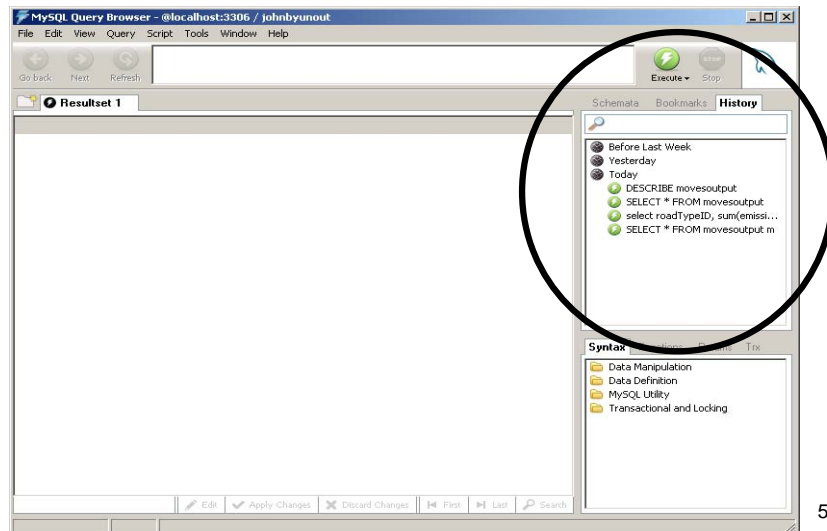 MySQL Query Browser - @localhost:3306 / johnbyunout
File Edit View Query Script Tools Window Help
Go back Next Refresh
Execute Stop
Resultset 1
Schemata Bookmarks History
Before Last Week
Yesterday
Today
DESCRIBE movesoutput
SELECT * FROM movesoutput
select roadTypeID, sum(emissi...
SELECT * FROM movesoutput m
Syntax Trx
Data Manipulation
Data Definition
MySQL Utility
Transactional and Locking
Edit Apply Changes Discard Changes First Last Search
5